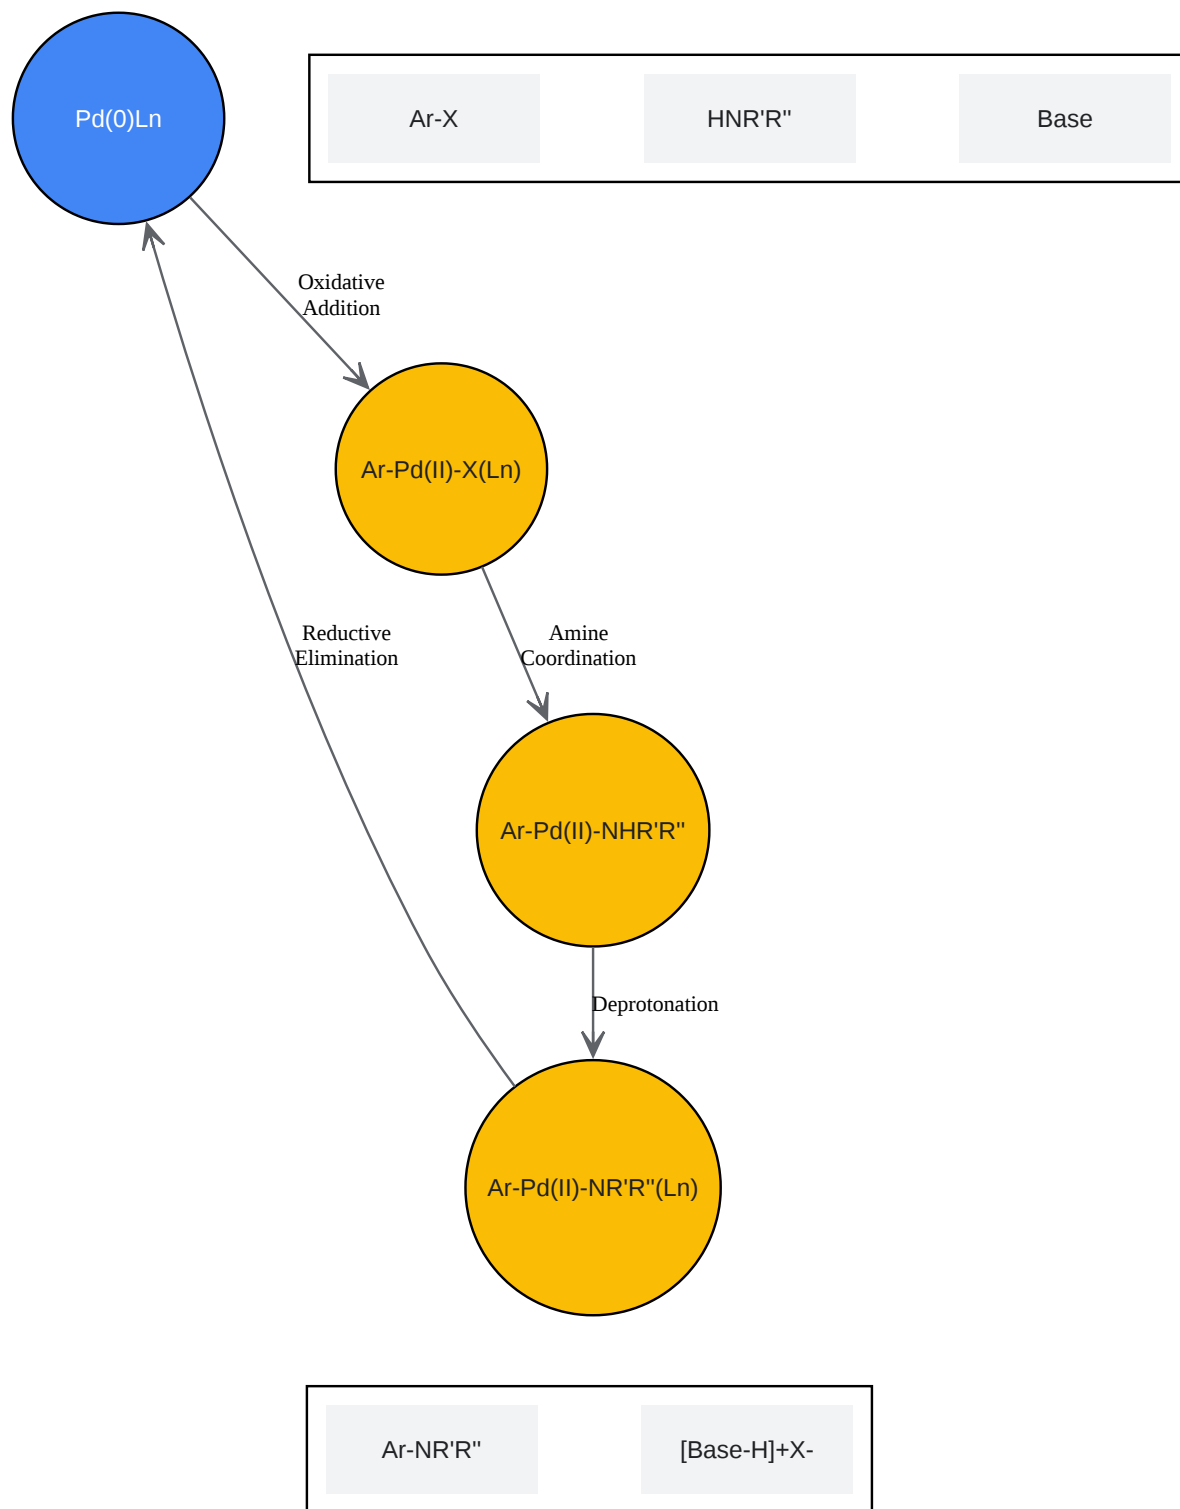 Pd(0)Ln
Ar-X
HNR'R''
Base
Oxidative
Addition
Ar-Pd(II)-X(Ln)
Reductive
Elimination
Amine
Coordination
Ar-Pd(II)-NHR'R''
Deprotonation
Ar-Pd(II)-NR'R''(Ln)
Ar-NR'R''
[Base-H]+X-